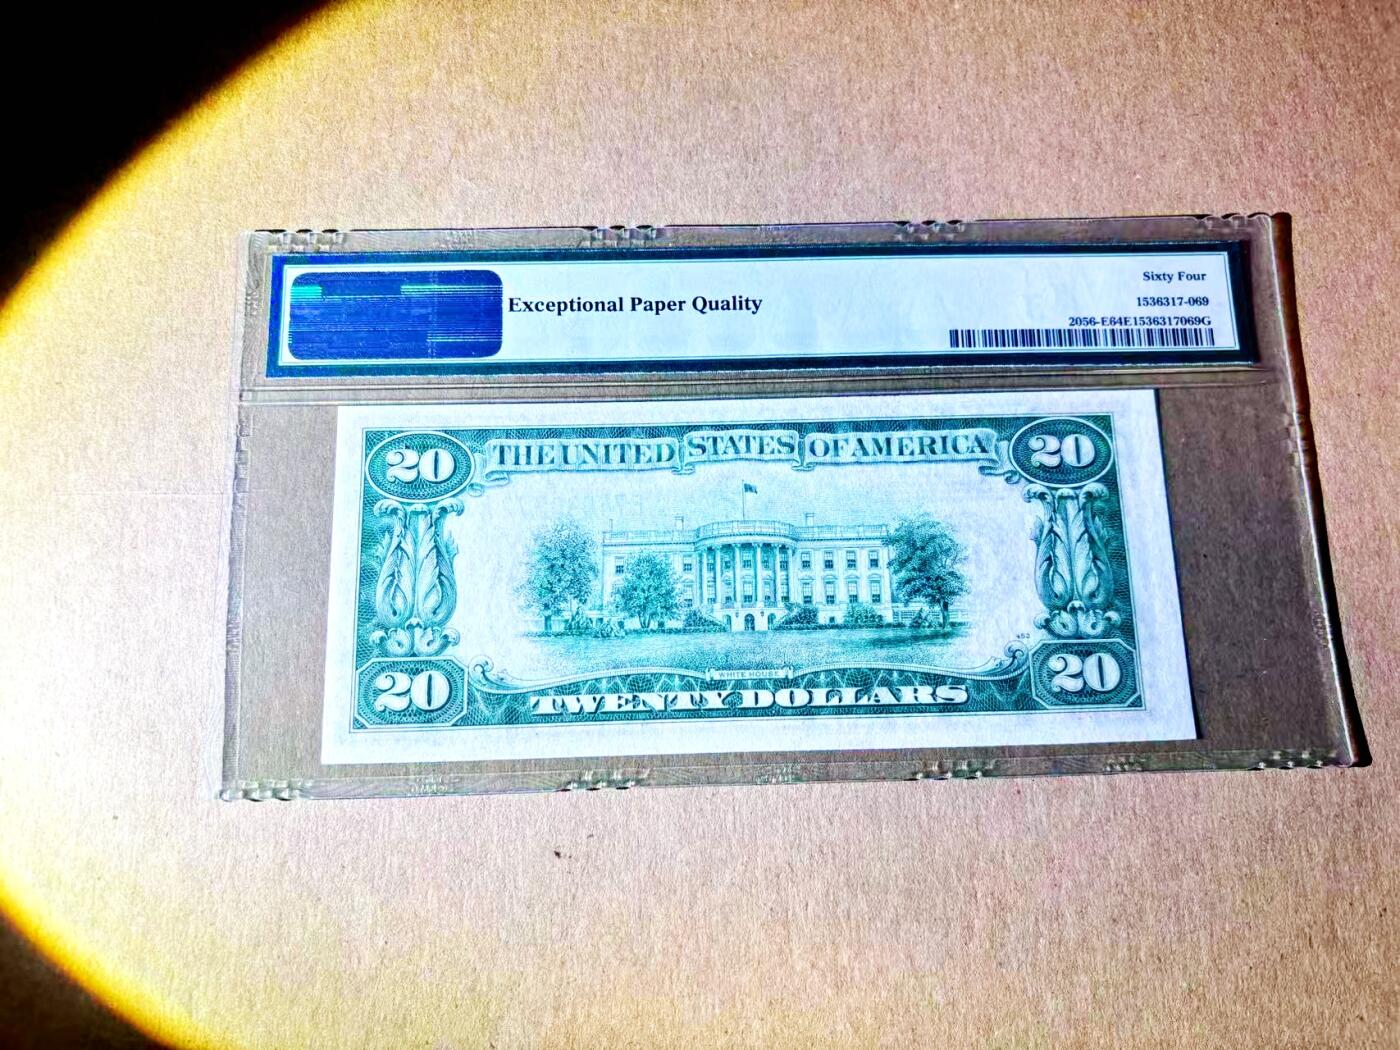 Exceptional Paper Quality
Sixty Four
1536317-069
2056-E64E1536317069G
THE UNITED STATES OF AMERICA
20
20
WHITE HOUSE
20
20
TWENTY DOLLARS